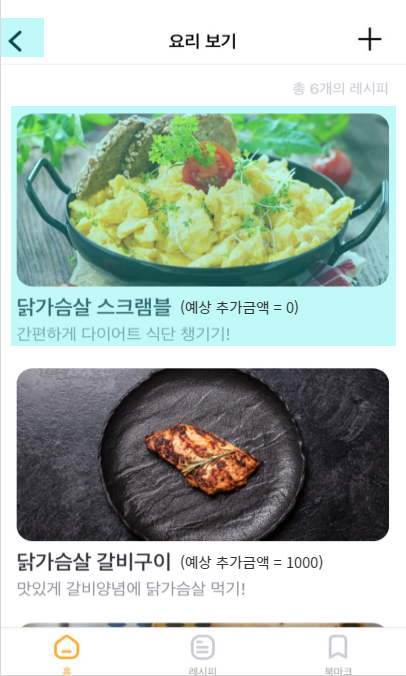 요리 보기
총 6개의 레시피
닭가슴살 스크램블 (예상 추가금액 = 0)
간편하게 다이어트 식단 챙기기!
닭가슴살 갈비구이 (예상 추가금액 = 1000)
맛있게 갈비양념에 닭가슴살 먹기!
홈 레시피 북마크